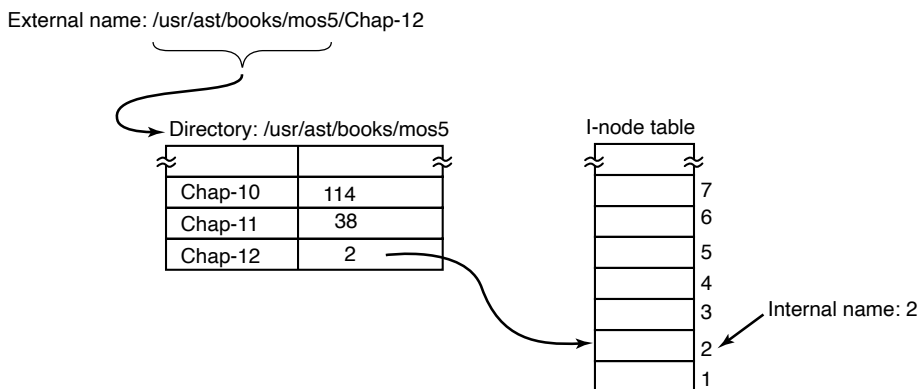 External name: /usr/ast/books/mos5/Chap-12
Directory: /usr/ast/books/mos5
I-node table
Chap-10 114
Chap-11 38
Chap-12 2
7
6
5
4
3
2
1
Internal name: 2